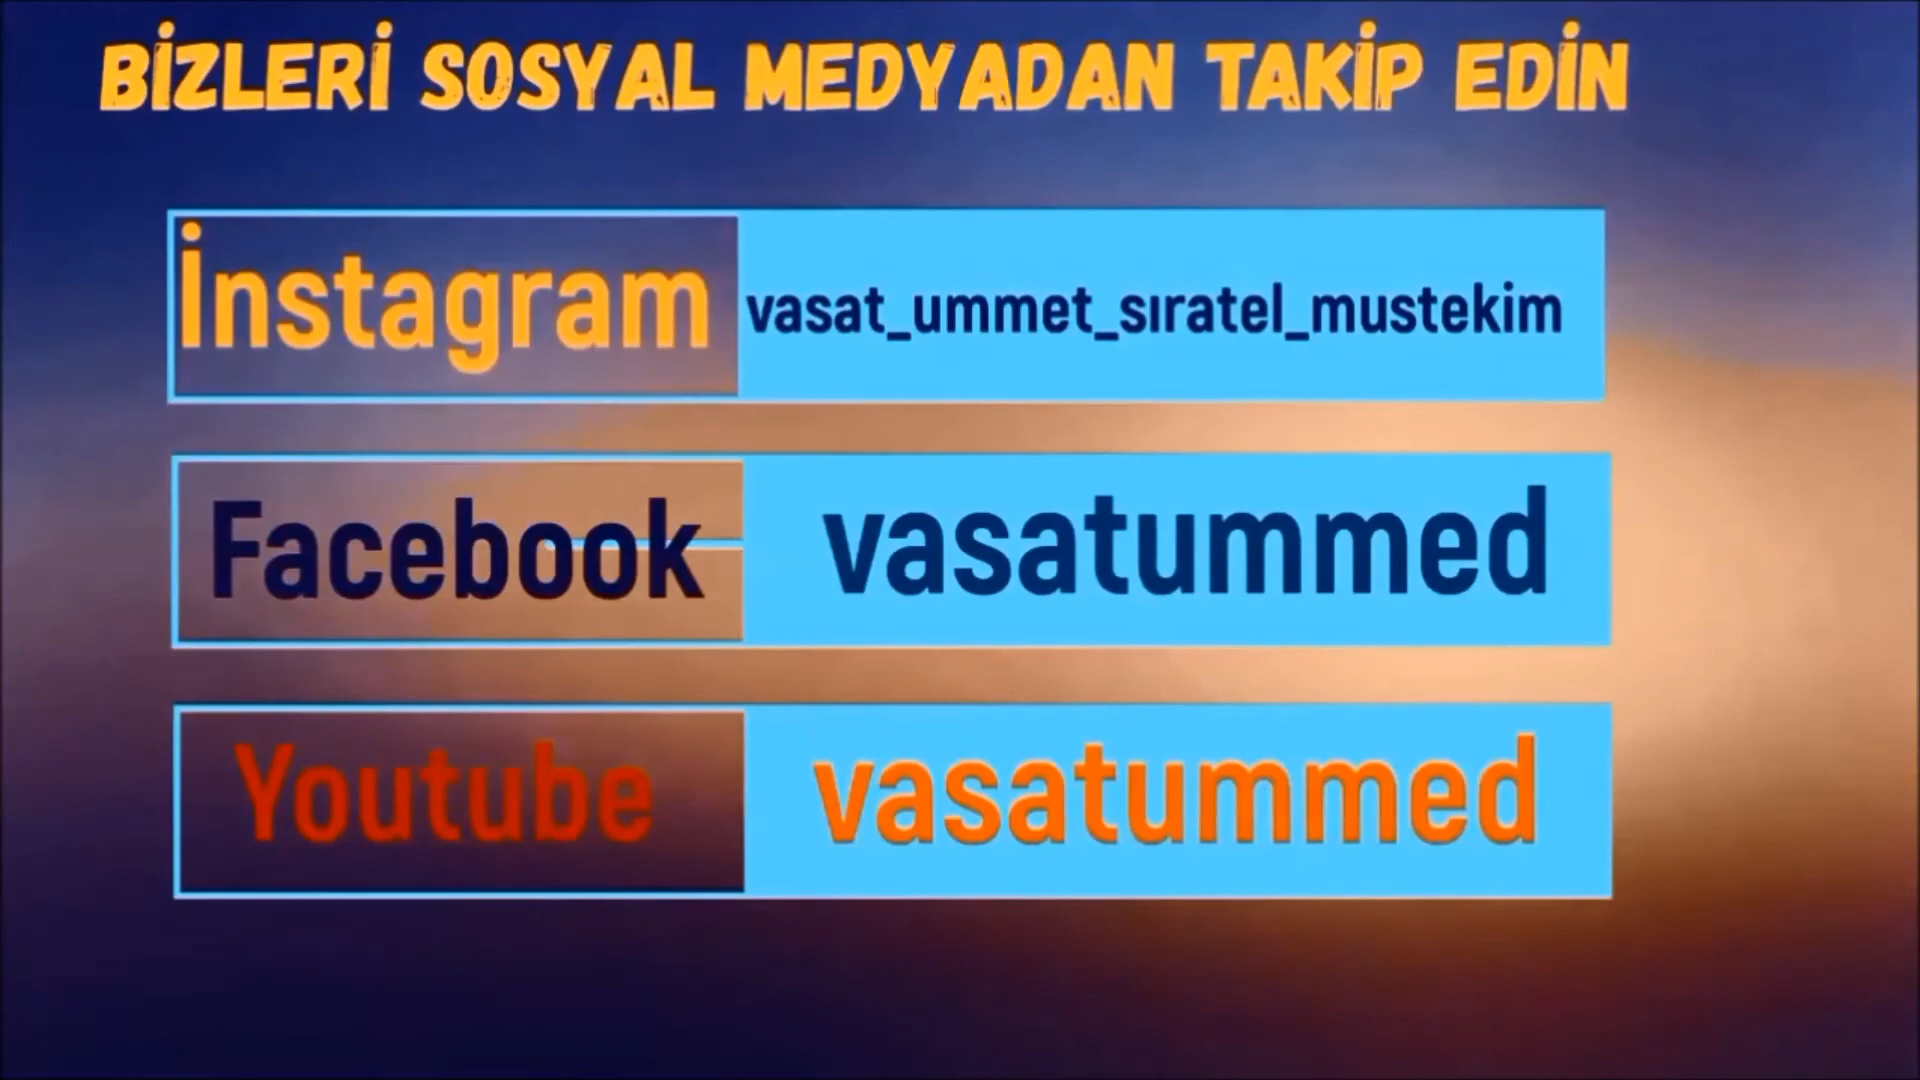 BİZLERİ SOSYAL MEDYADAN TAKİP EDİN
İnstagram vasat_ummet_sıratel_mustekim
Facebook vasatummed
Youtube vasatummed